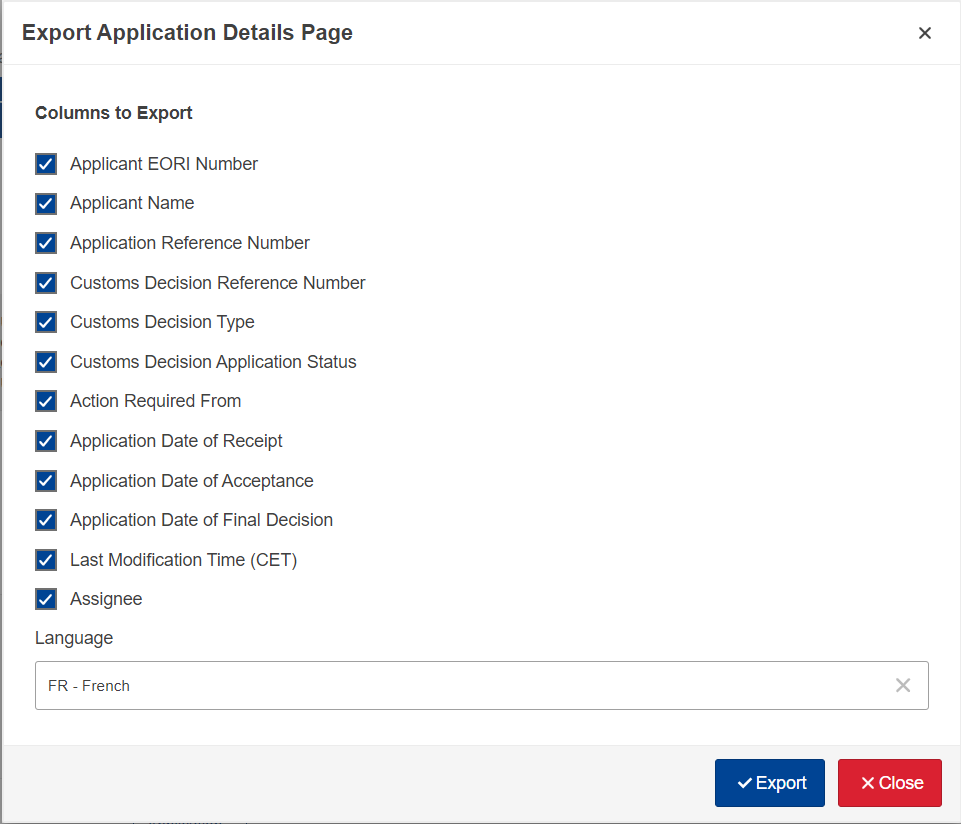 Export Application Details Page
Columns to Export
Applicant EORI Number
Applicant Name
Application Reference Number
Customs Decision Reference Number
Customs Decision Type
Customs Decision Application Status
Action Required From
Application Date of Receipt
Application Date of Acceptance
Application Date of Final Decision
Last Modification Time (CET)
Assignee
Language
FR - French
Export
Close